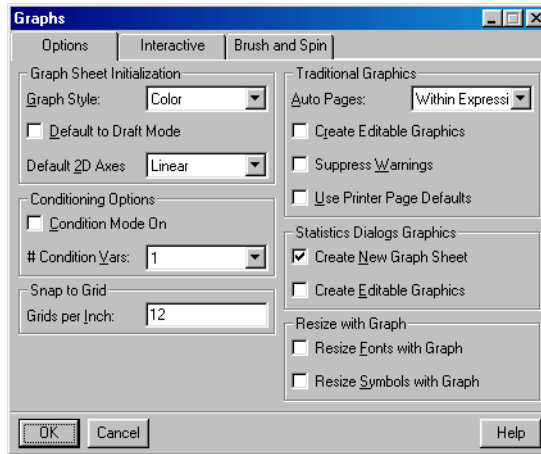 Graphs
Options
Interactive
Brush and Spin
Graph Sheet Initialization
Graph Style: Color
Default to Draft Mode
Default 2D Axes Linear
Conditioning Options
Condition Mode On
# Condition Vars: 1
Snap to Grid
Grids per Inch: 12
Traditional Graphics
Auto Pages: Within Expressi
Create Editable Graphics
Suppress Warnings
Use Printer Page Defaults
Statistics Dialogs Graphics
Create New Graph Sheet
Create Editable Graphics
Resize with Graph
Resize Fonts with Graph
Resize Symbols with Graph
OK
Cancel
Help